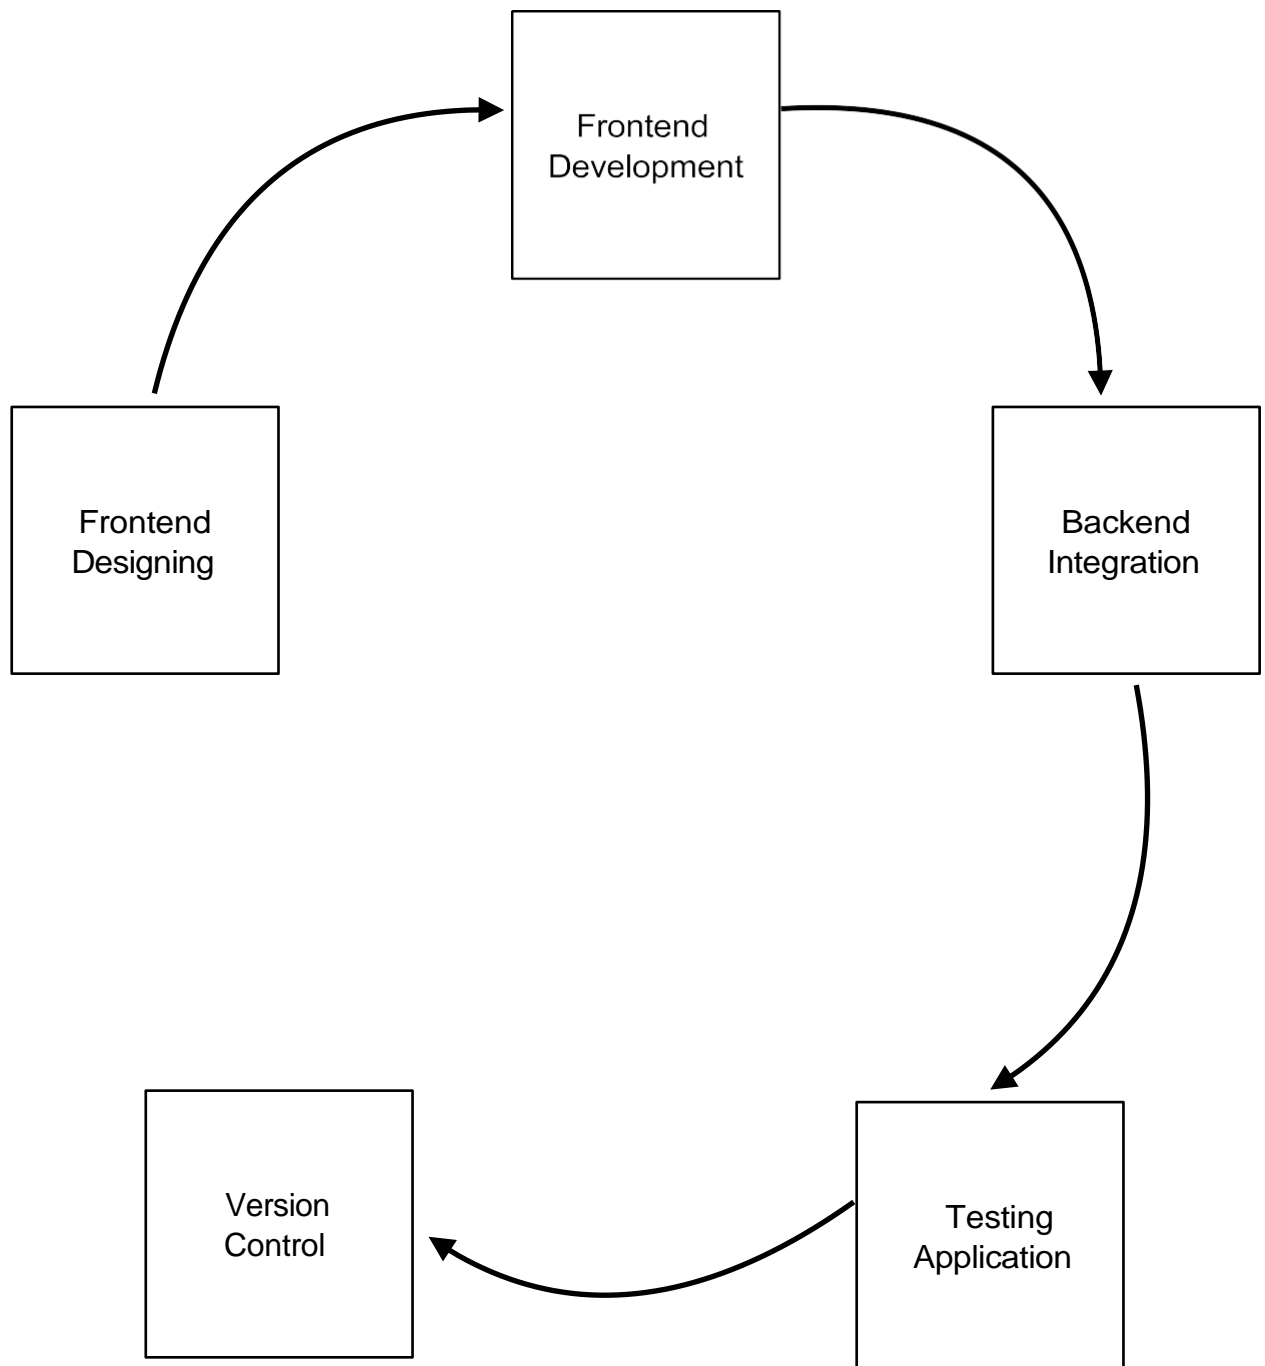 Frontend
Development
Frontend
Designing
Backend
Integration
Version
Control
Testing
Application